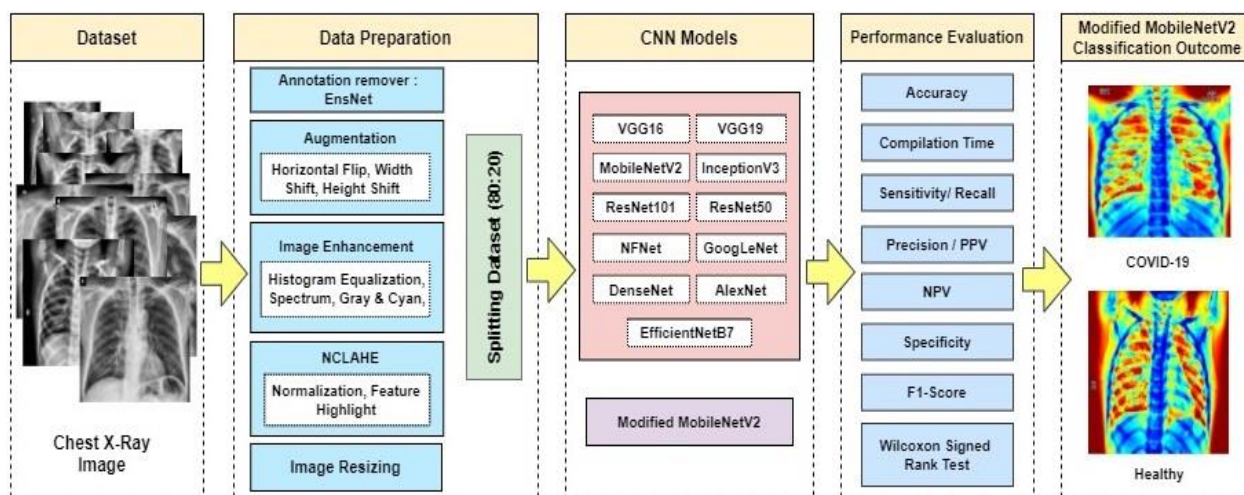 Dataset
Chest X-Ray
Image
Data Preparation
Annotation remover :
EnsNet
Augmentation
Horizontal Flip, Width
Shift, Height Shift
Image Enhancement
Histogram Equalization,
Spectrum, Gray & Cyan,
NCLAHE
Normalization, Feature
Highlight
Image Resizing
Splitting Dataset (80:20)
CNN Models
VGG16
VGG19
MobileNetV2
InceptionV3
ResNet101
ResNet50
NFNet
GoogLeNet
DenseNet
AlexNet
EfficientNetB7
Modified MobileNetV2
Performance Evaluation
Accuracy
Compilation Time
Sensitivity/ Recall
Precision / PPV
NPV
Specificity
F1-Score
Wilcoxon Signed
Rank Test
Modified MobileNetV2
Classification Outcome
COVID-19
Healthy